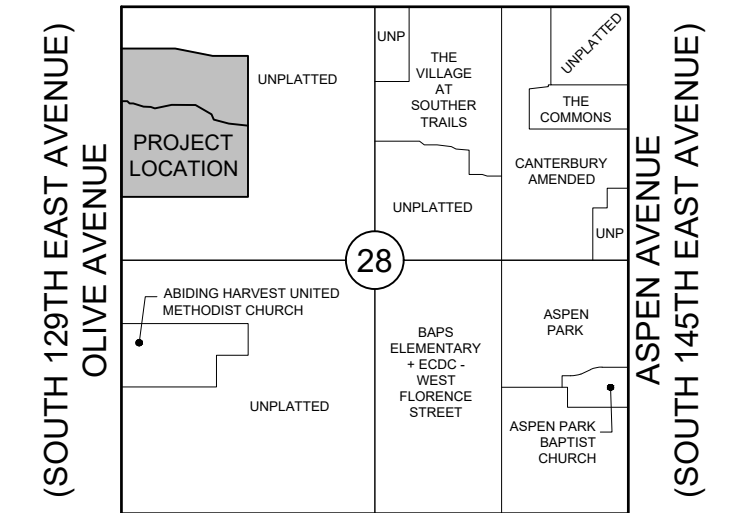 (SOUTH 129TH EAST AVENUE)
OLIVE AVENUE
PROJECT
LOCATION
UNPLATTED
UNP
THE
VILLAGE
AT
SOUTHER
TRAILS
UNPLATTED
UNPLATTED
THE
COMMONS
CANTERBURY
AMENDED
UNP
28
ABIDING HARVEST UNITED
METHODIST CHURCH
UNPLATTED
BAPS
ELEMENTARY
+ ECDC -
WEST
FLORENCE
STREET
ASPEN
PARK
ASPEN PARK
BAPTIST
CHURCH
ASPEN AVENUE
(SOUTH 145TH EAST AVENUE)